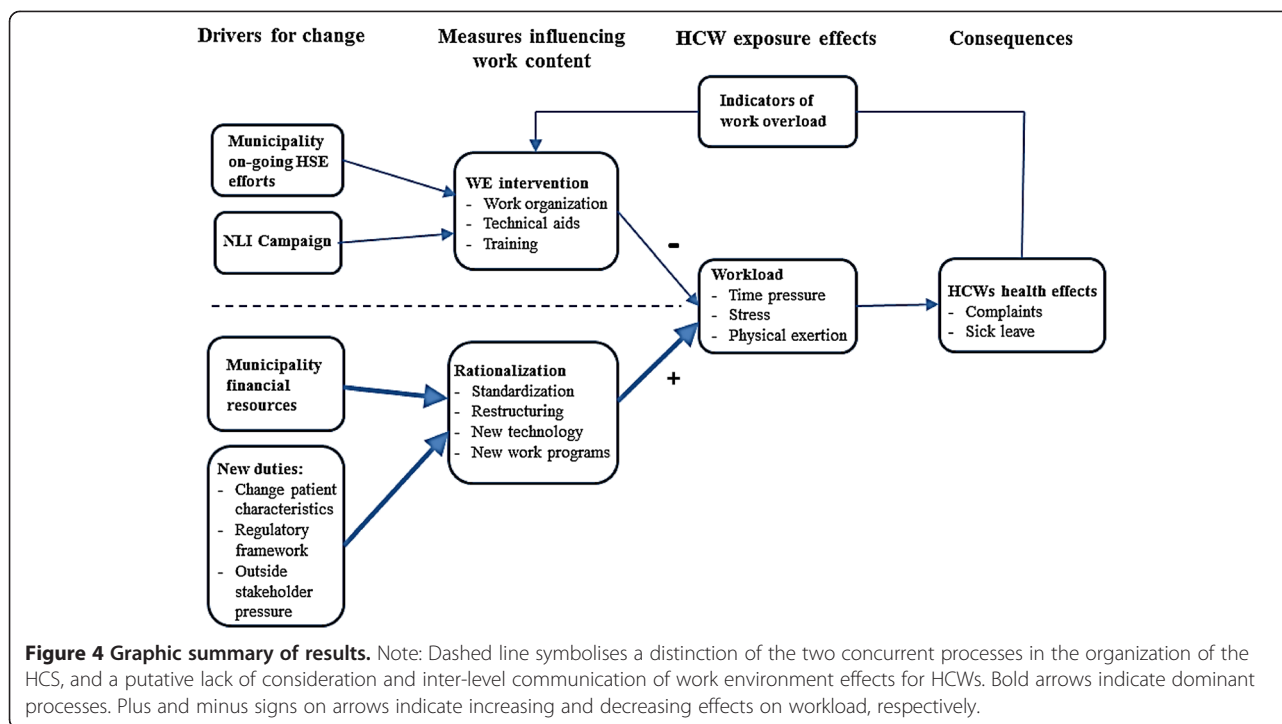 Drivers for change
Measures influencing
work content
HCW exposure effects
Consequences
Indicators of
work overload
Municipality
on-going HSE
efforts
NLI Campaign
WE intervention
- Work organization
- Technical aids
- Training
-
Workload
- Time pressure
- Stress
- Physical exertion
HCWs health effects
- Complaints
- Sick leave
Municipality
financial
resources
Rationalization
- Standardization
- Restructuring
- New technology
- New work programs
+
New duties:
- Change patient
characteristics
- Regulatory
framework
- Outside
stakeholder
pressure
Figure 4 Graphic summary of results. Note: Dashed line symbolises a distinction of the two concurrent processes in the organization of the
HCS, and a putative lack of consideration and inter-level communication of work environment effects for HCWs. Bold arrows indicate dominant
processes. Plus and minus signs on arrows indicate increasing and decreasing effects on workload, respectively.